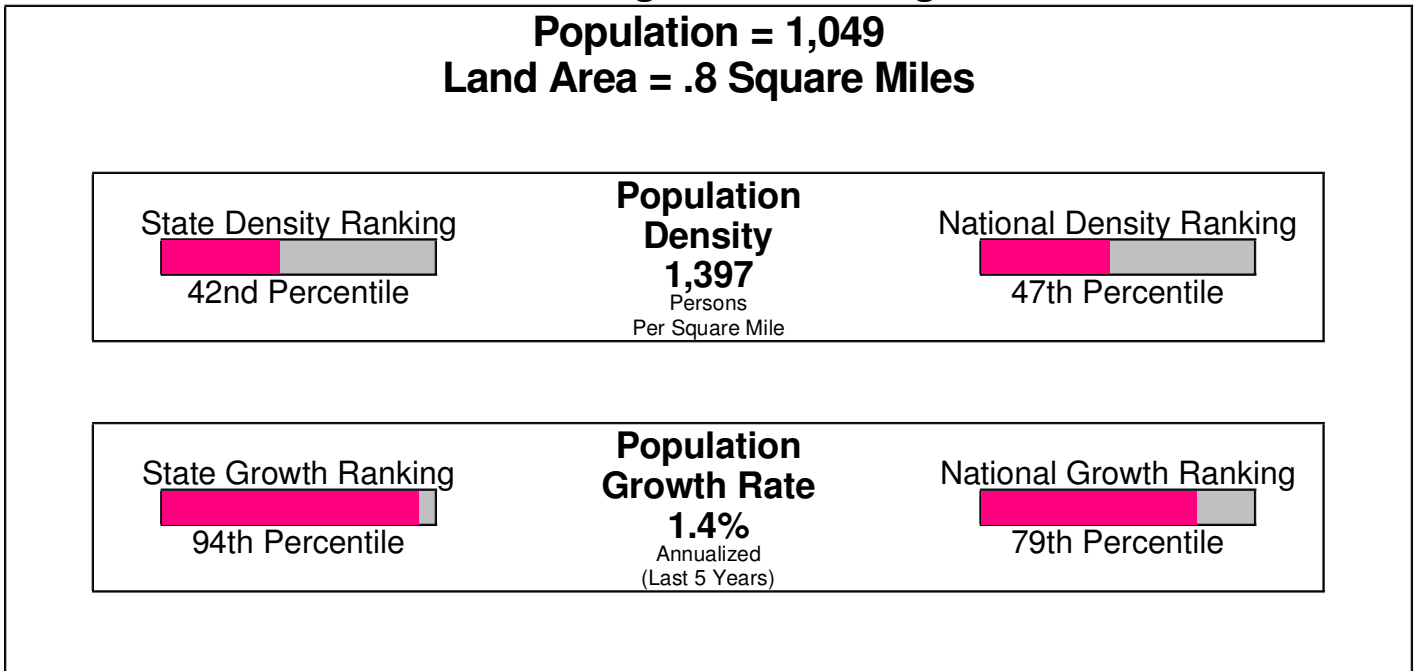 Population = 1,049
Land Area = .8 Square Miles
State Density Ranking
42nd Percentile
Population
Density
1,397
Persons
Per Square Mile
National Density Ranking
47th Percentile
State Growth Ranking
94th Percentile
Population
Growth Rate
1.4%
Annualized
(Last 5 Years)
National Growth Ranking
79th Percentile